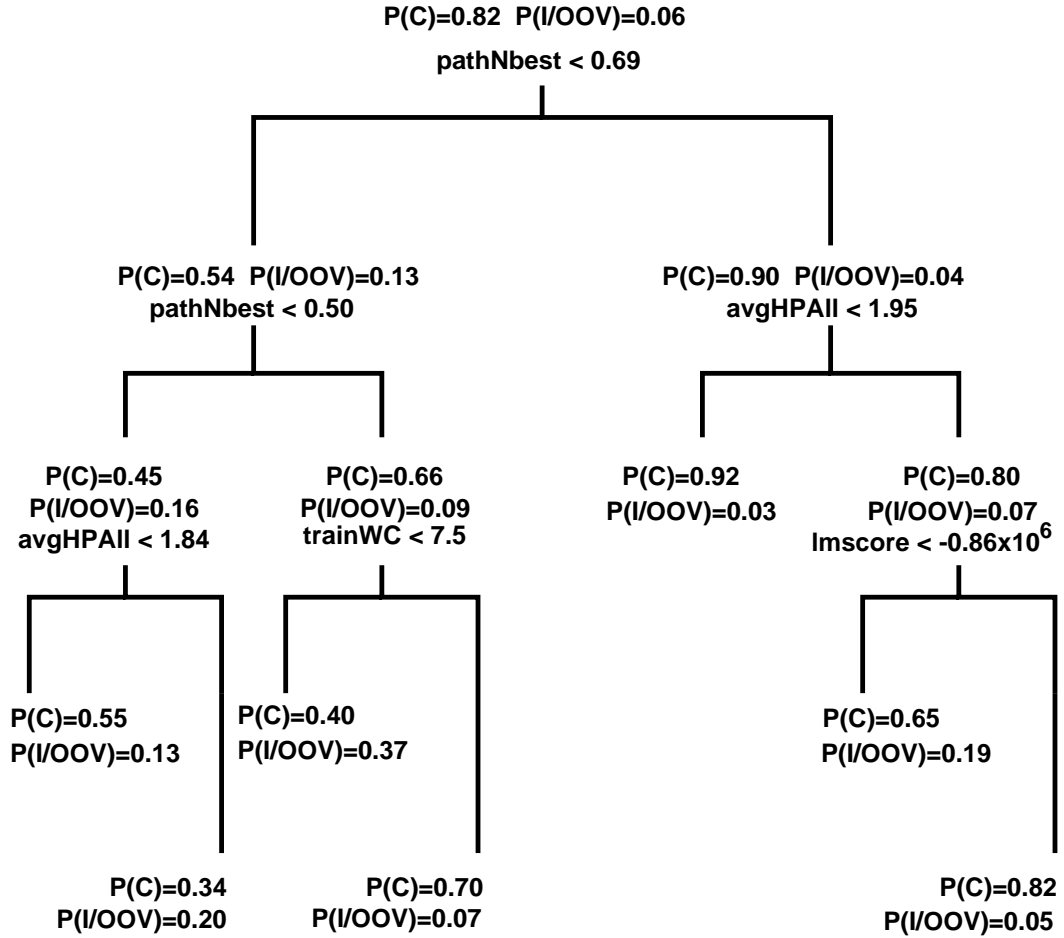 P(C)=0.82 P(I/OOV)=0.06
pathNbest < 0.69
P(C)=0.54 P(I/OOV)=0.13
pathNbest < 0.50
P(C)=0.90 P(I/OOV)=0.04
avgHPAll < 1.95
P(C)=0.45
P(I/OOV)=0.16
avgHPAll < 1.84
P(C)=0.66
P(I/OOV)=0.09
trainWC < 7.5
P(C)=0.92
P(I/OOV)=0.03
P(C)=0.80
P(I/OOV)=0.07
lmscore < -0.86x10^6
P(C)=0.55
P(I/OOV)=0.13
P(C)=0.40
P(I/OOV)=0.37
P(C)=0.65
P(I/OOV)=0.19
P(C)=0.34
P(I/OOV)=0.20
P(C)=0.70
P(I/OOV)=0.07
P(C)=0.82
P(I/OOV)=0.05